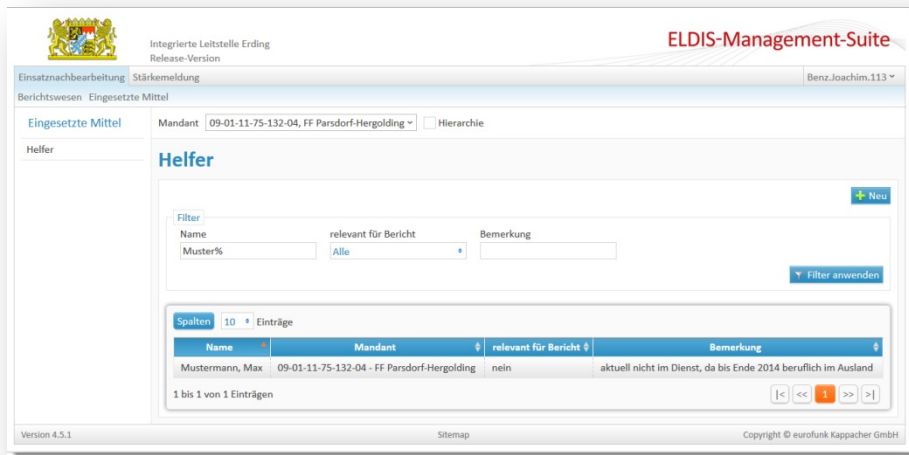 Integrierte Leitstelle Erding
Release-Version
ELDIS-Management-Suite
Einsatznachbearbeitung Stärkemeldung Benz.Joachim.113
Berichtswesen Eingesetzte Mittel
Eingesetzte Mittel
Helfer
Mandant 09-01-11-75-132-04, FF Parsdorf-Hergolding Hierarchie
Helfer
Neu
Filter
Name relevant für Bericht Bemerkung
Muster% Alle
Filter anwenden
Spalten 10 Einträge
Name Mandant relevant für Bericht Bemerkung
Mustermann, Max 09-01-11-75-132-04 - FF Parsdorf-Hergolding nein aktuell nicht im Dienst, da bis Ende 2014 beruflich im Ausland
1 bis 1 von 1 Einträgen |< << 1 >> >|
Version 4.5.1 Sitemap Copyright © eurofunk Kappacher GmbH